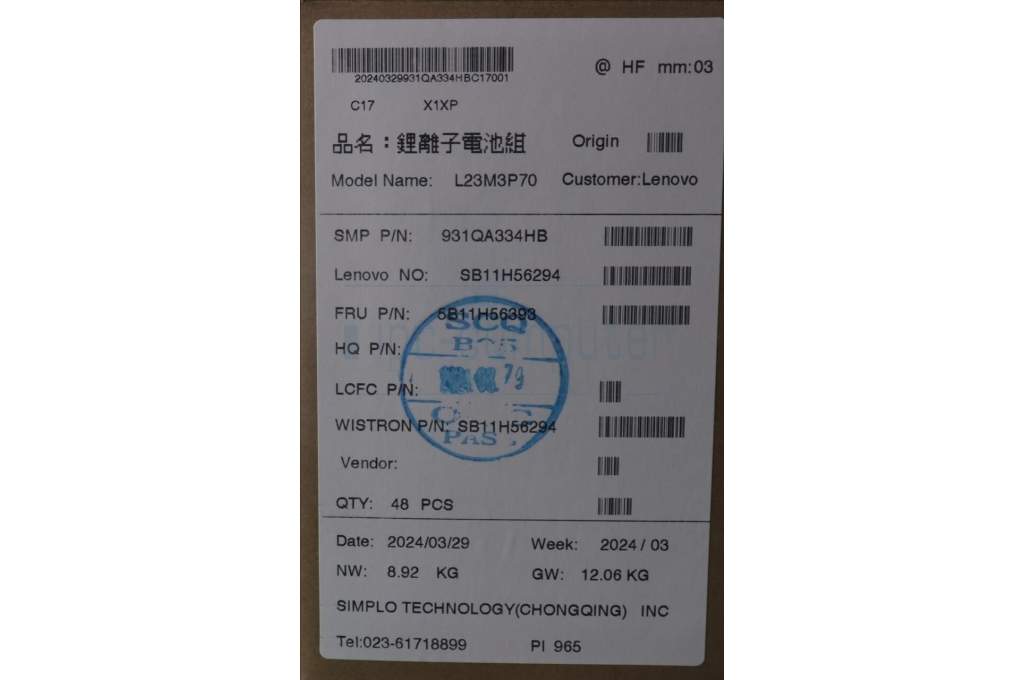 20240329931QA334HBC17001
@ HF mm:03
C17 X1XP
品名：鋰離子電池組 Origin
Model Name: L23M3P70 Customer:Lenovo
SMP P/N: 931QA334HB
Lenovo NO: SB11H56294
FRU P/N: 5B11H56393
SCQ
HQ P/N:
LCFC P/N:
WISTRON P/N: SB11H56294
Vendor:
QTY: 48 PCS
Date: 2024/03/29 Week: 2024/03
NW: 8.92 KG GW: 12.06 KG
SIMPLO TECHNOLOGY(CHONGQING) INC
Tel:023-61718899 PI 965